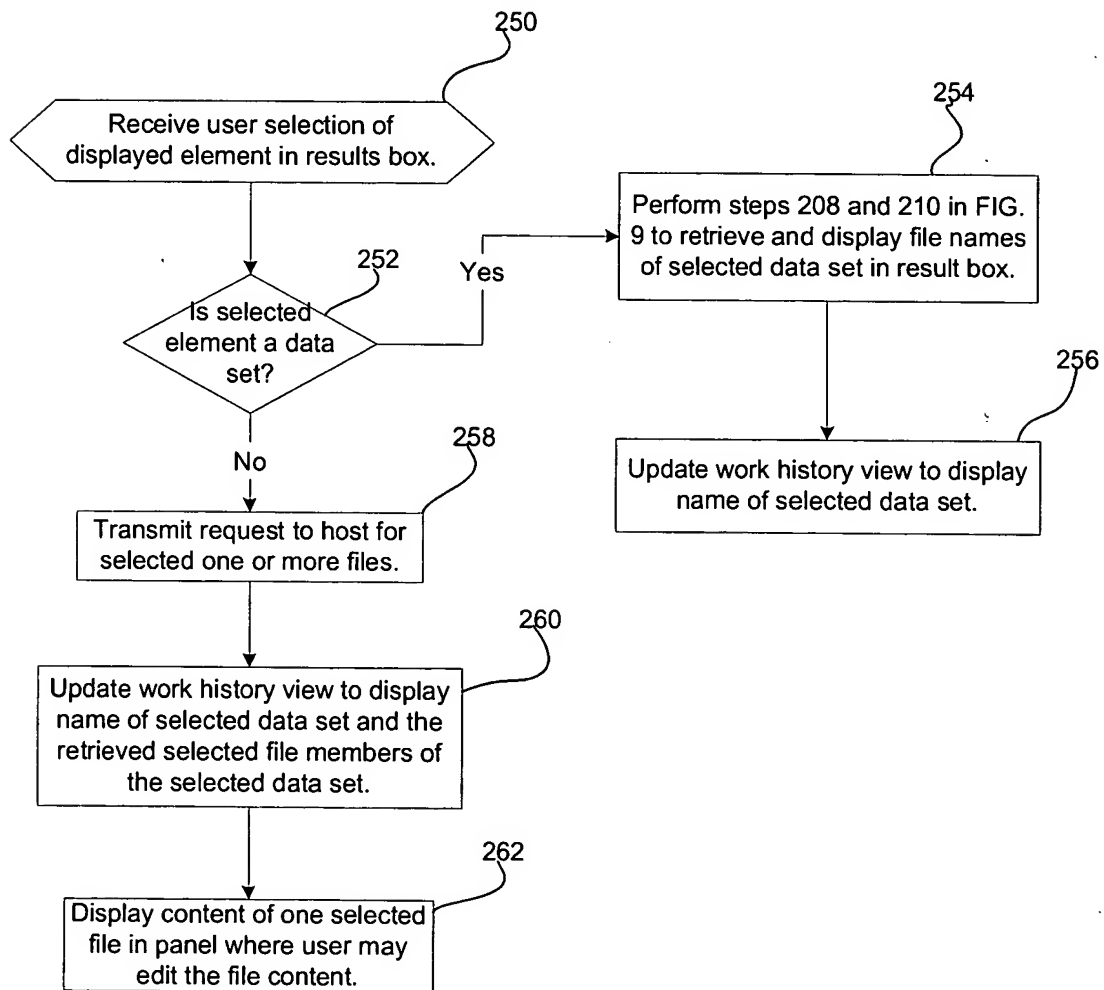 250
Receive user selection of
displayed element in results box.
254
Perform steps 208 and 210 in FIG.
9 to retrieve and display file names
of selected data set in result box.
252
Yes
Is selected
element a data
set?
256
Update work history view to display
name of selected data set.
No
258
Transmit request to host for
selected one or more files.
260
Update work history view to display
name of selected data set and the
retrieved selected file members of
the selected data set.
262
Display content of one selected
file in panel where user may
edit the file content.